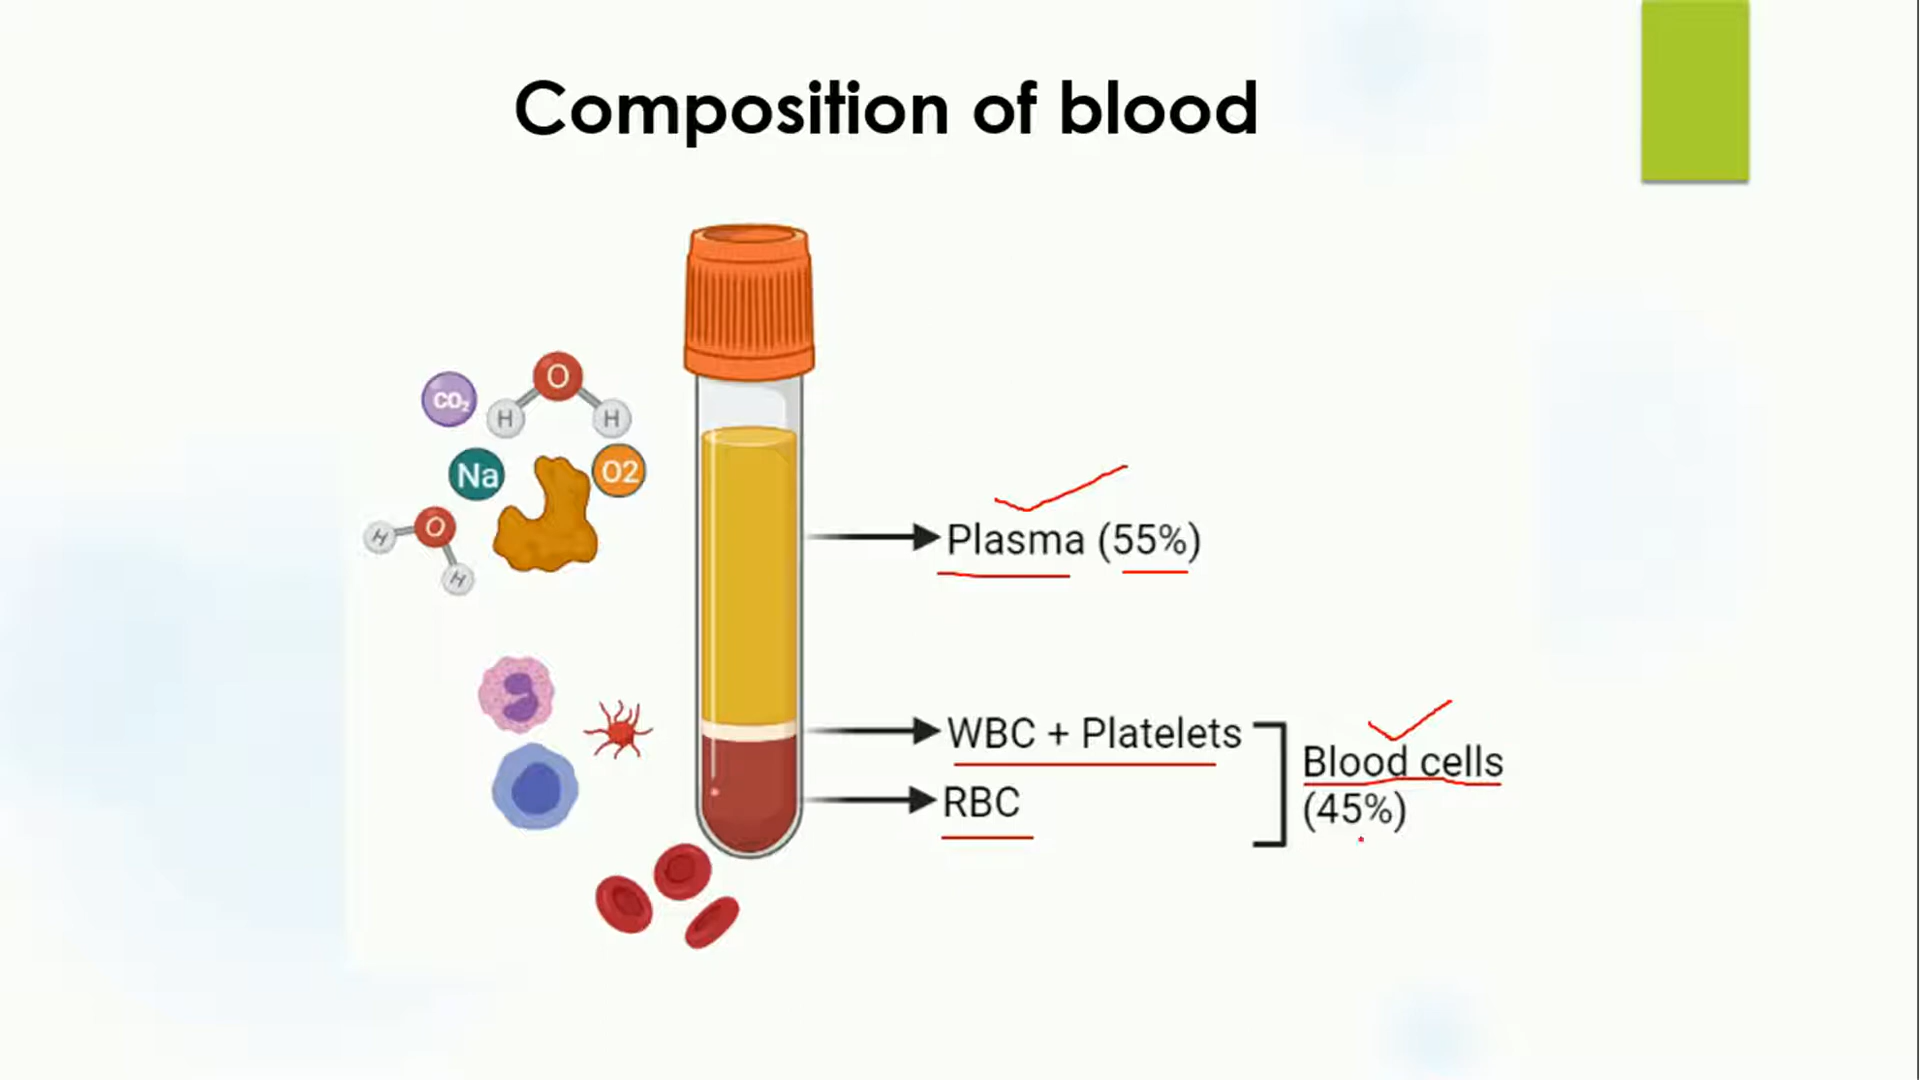 Composition of blood
CO₂
O
H H
Na
O2
H O
H
Plasma (55%)
WBC + Platelets
Blood cells
(45%)
RBC